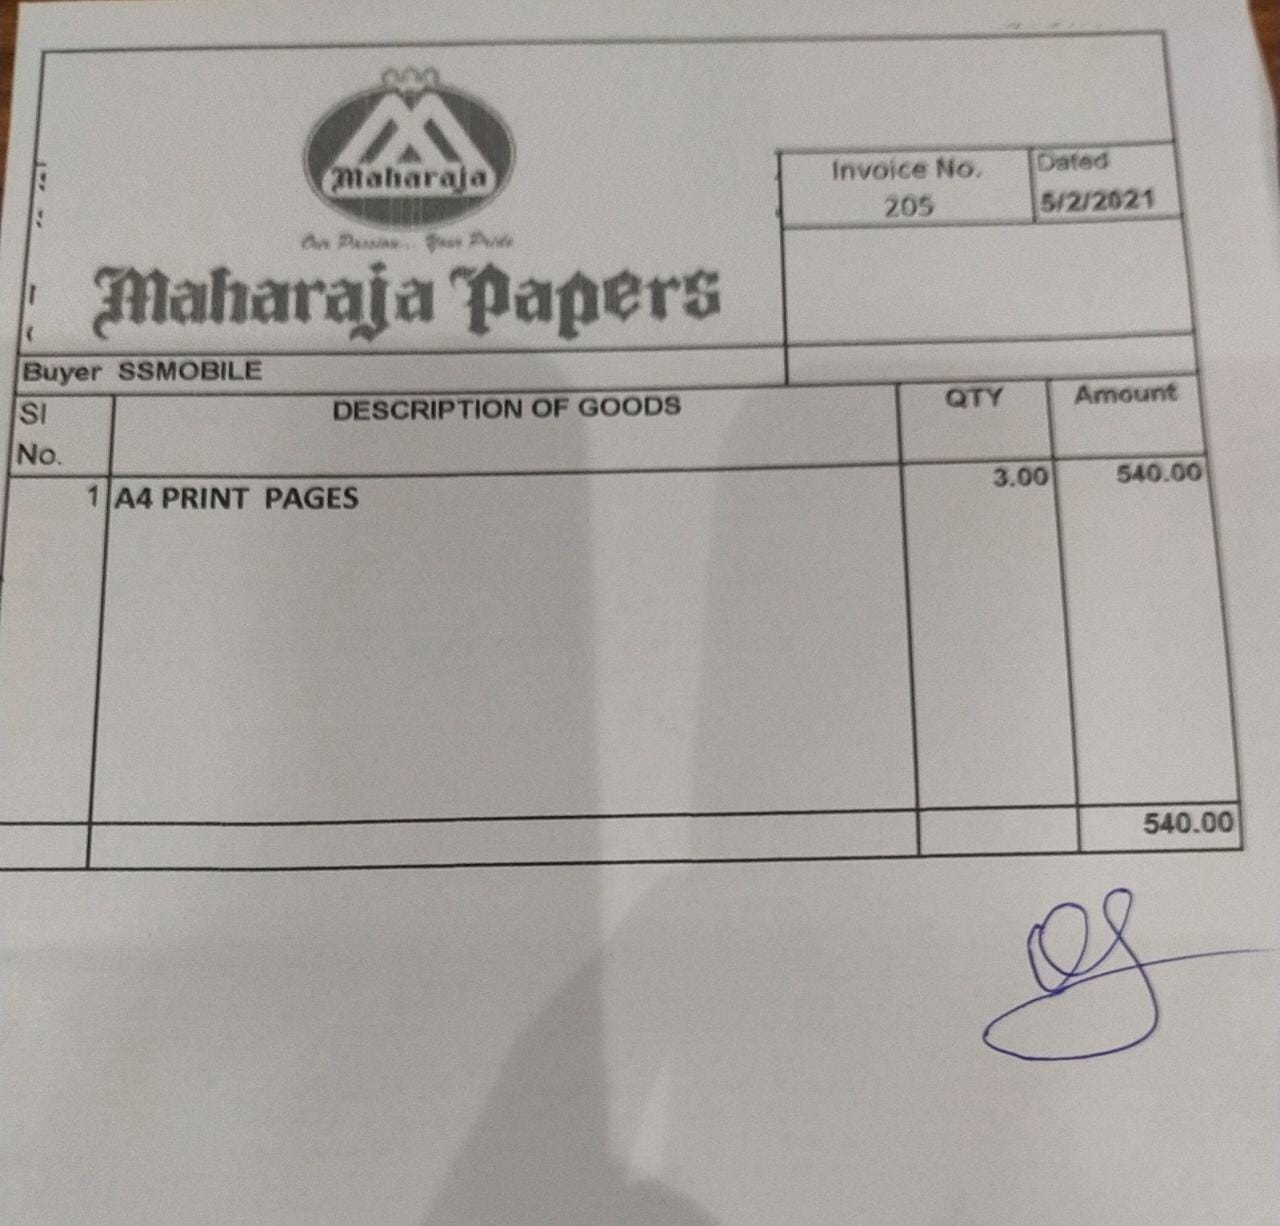 Maharaja
Our Passion... Your Pride
Maharaja Papers
Invoice No.
205
Dated
5/2/2021
Buyer SSMOBILE
SI
No.
DESCRIPTION OF GOODS
QTY
Amount
1 A4 PRINT PAGES 3.00 540.00
540.00